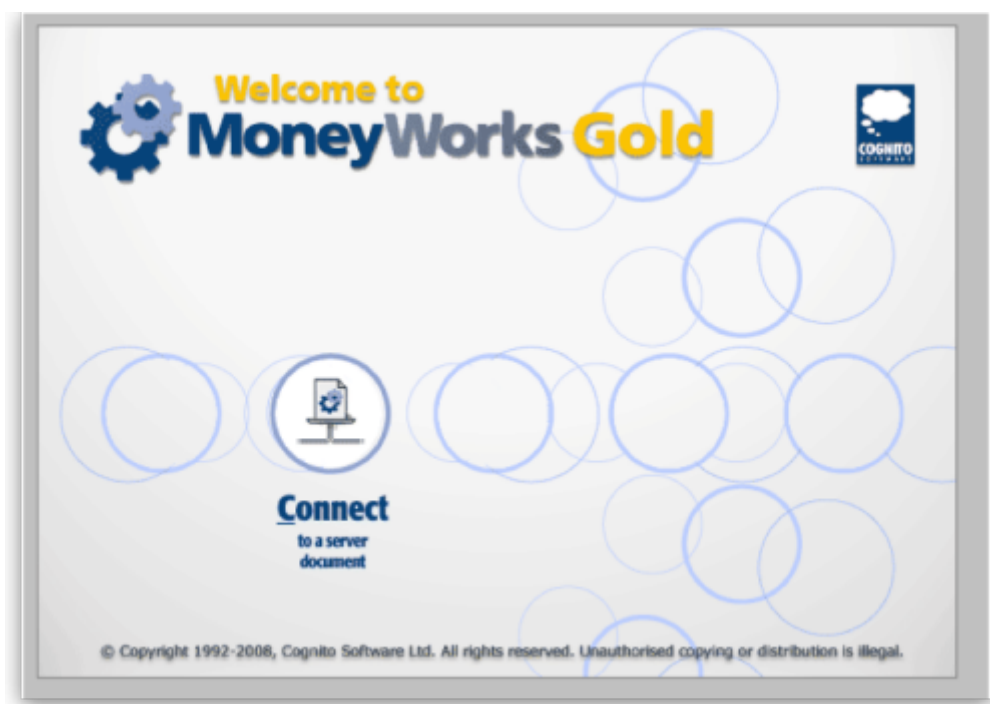 Welcome to
MoneyWorks Gold
COGNITO
SOFTWARE
Connect
to a server
document
© Copyright 1992-2008, Cognito Software Ltd. All rights reserved. Unauthorised copying or distribution is illegal.